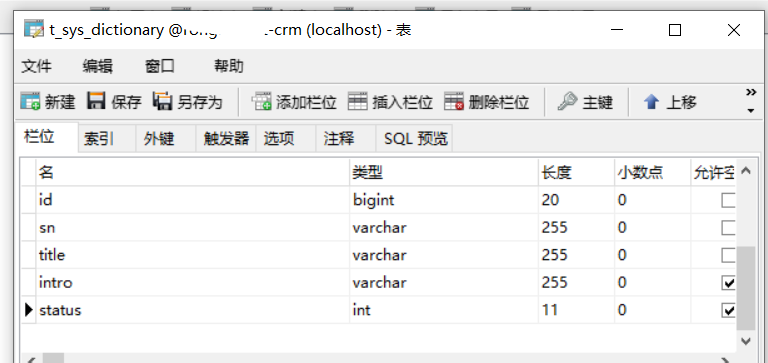 t_sys_dictionary @rong -crm (localhost) - 表
文件 编辑 窗口 帮助
新建 保存 另存为 添加栏位 插入栏位 删除栏位 主键 上移
栏位 索引 外键 触发器 选项 注释 SQL 预览
名 类型 长度 小数点 允许空
id bigint 20 0
sn varchar 255 0
title varchar 255 0
intro varchar 255 0
status int 11 0